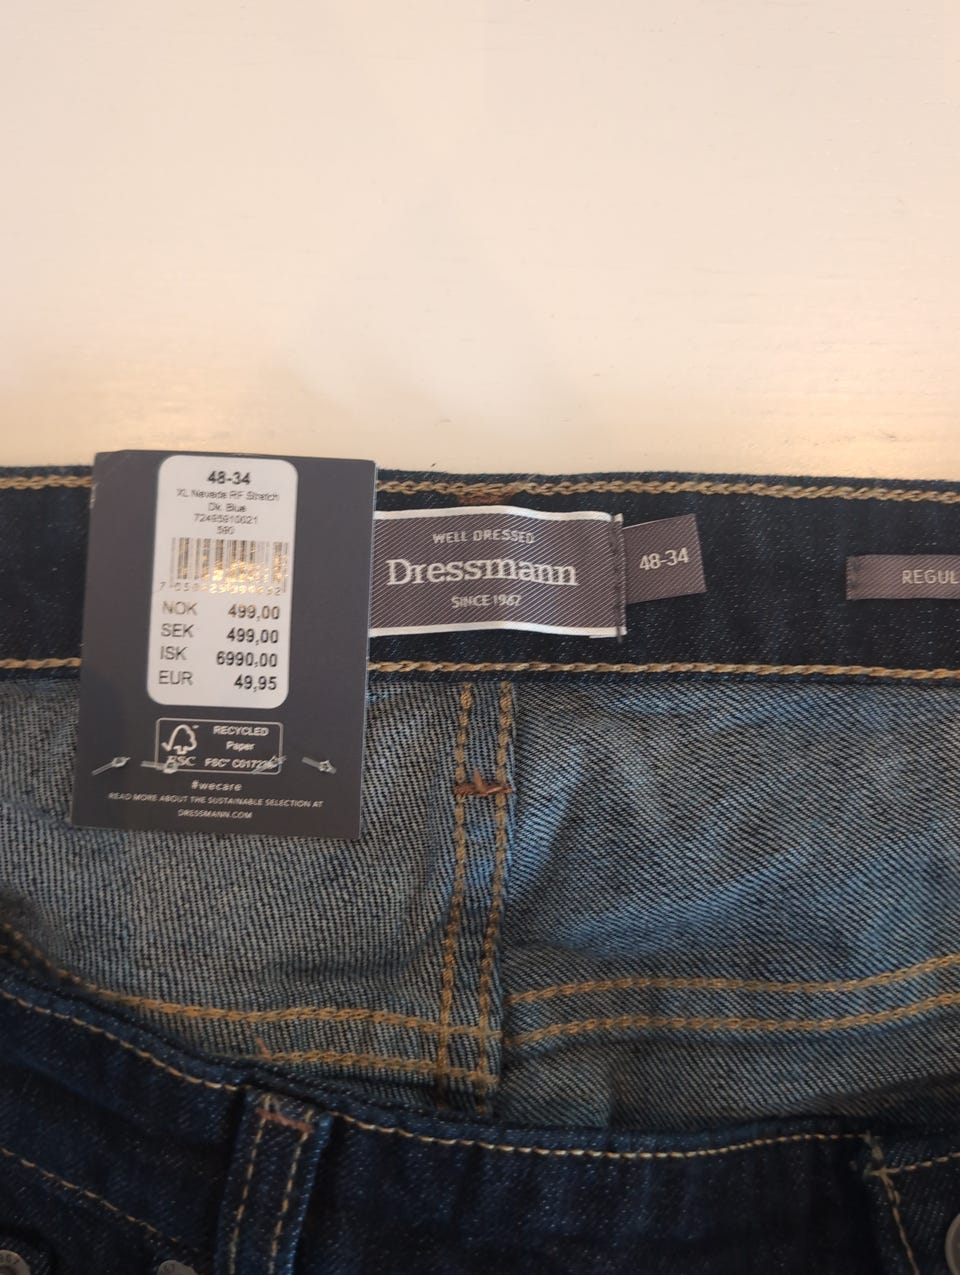 48-34
XL Nevada RF Stretch
Dk. Blue
72495910021
590
NOK 499,00
SEK 499,00
ISK 6990,00
EUR 49,95
RECYCLED
Paper
FSC
#wecare
READ MORE ABOUT THE SUSTAINABLE SELECTION AT
DRESSMANN.COM
WELL DRESSED
Dressmann
SINCE 1967
48-34
REGUL